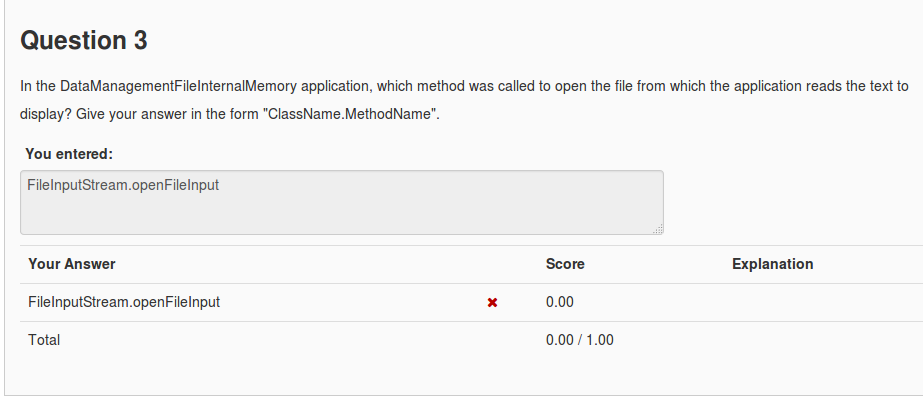 Question 3
In the DataManagementFileInternalMemory application, which method was called to open the file from which the application reads the text to
display? Give your answer in the form "ClassName.MethodName".
You entered:
FileInputStream.openFileInput
Your Answer Score Explanation
FileInputStream.openFileInput ✖ 0.00
Total 0.00 / 1.00